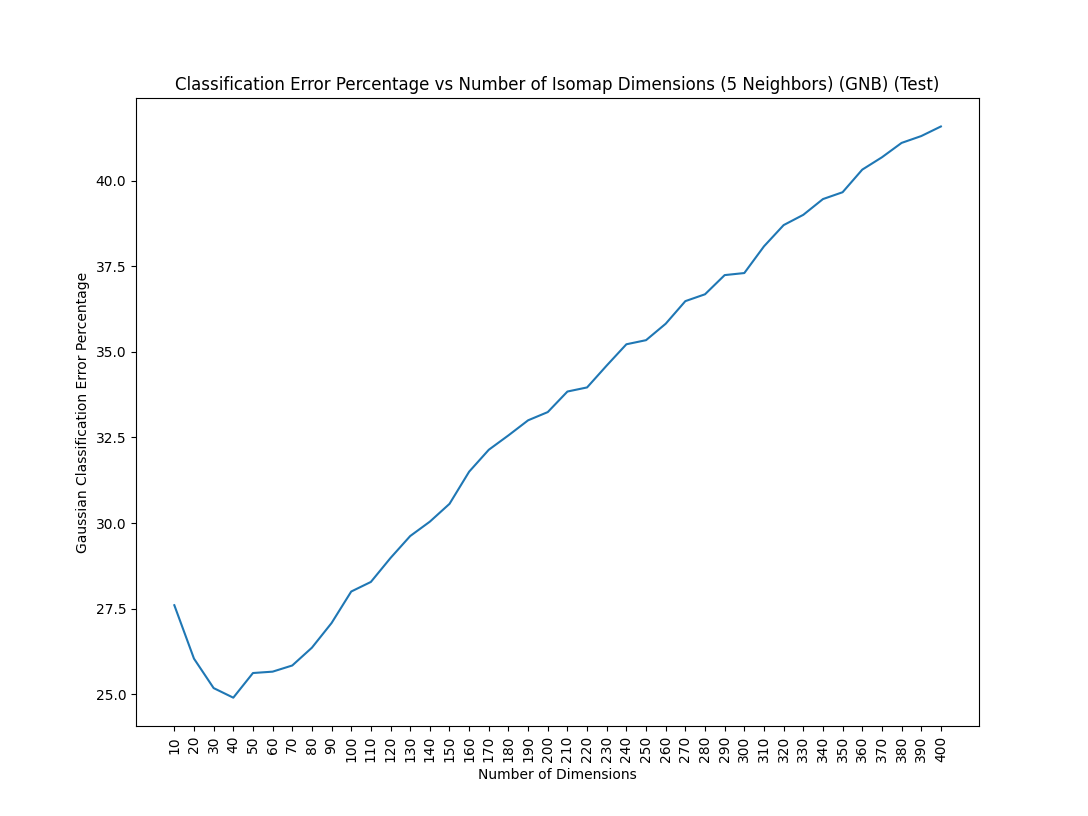 Classification Error Percentage vs Number of Isomap Dimensions (5 Neighbors) (GNB) (Test)
Gaussian Classification Error Percentage
40.0
37.5
35.0
32.5
30.0
27.5
25.0
10 20 30 40 50 60 70 80 90 100 110 120 130 140 150 160 170 180 190 200 210 220 230 240 250 260 270 280 290 300 310 320 330 340 350 360 370 380 390 400
Number of Dimensions